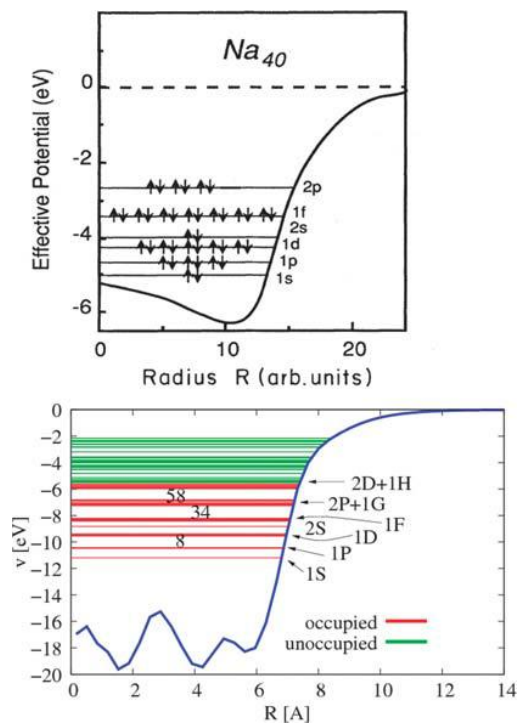 Na40
Effective Potential (eV)
0
-2
-4
-6
2p
1f
2s
1d
1p
1s
0
10
20
Radius R (arb.units)
0
−2
−4
−6
−8
−10
−12
−14
−16
−18
−20
v [eV]
58
34
8
2D+1H
2P+1G
1F
2S
1D
1P
1S
occupied
unoccupied
0
2
4
6
8
10
12
14
R [A]